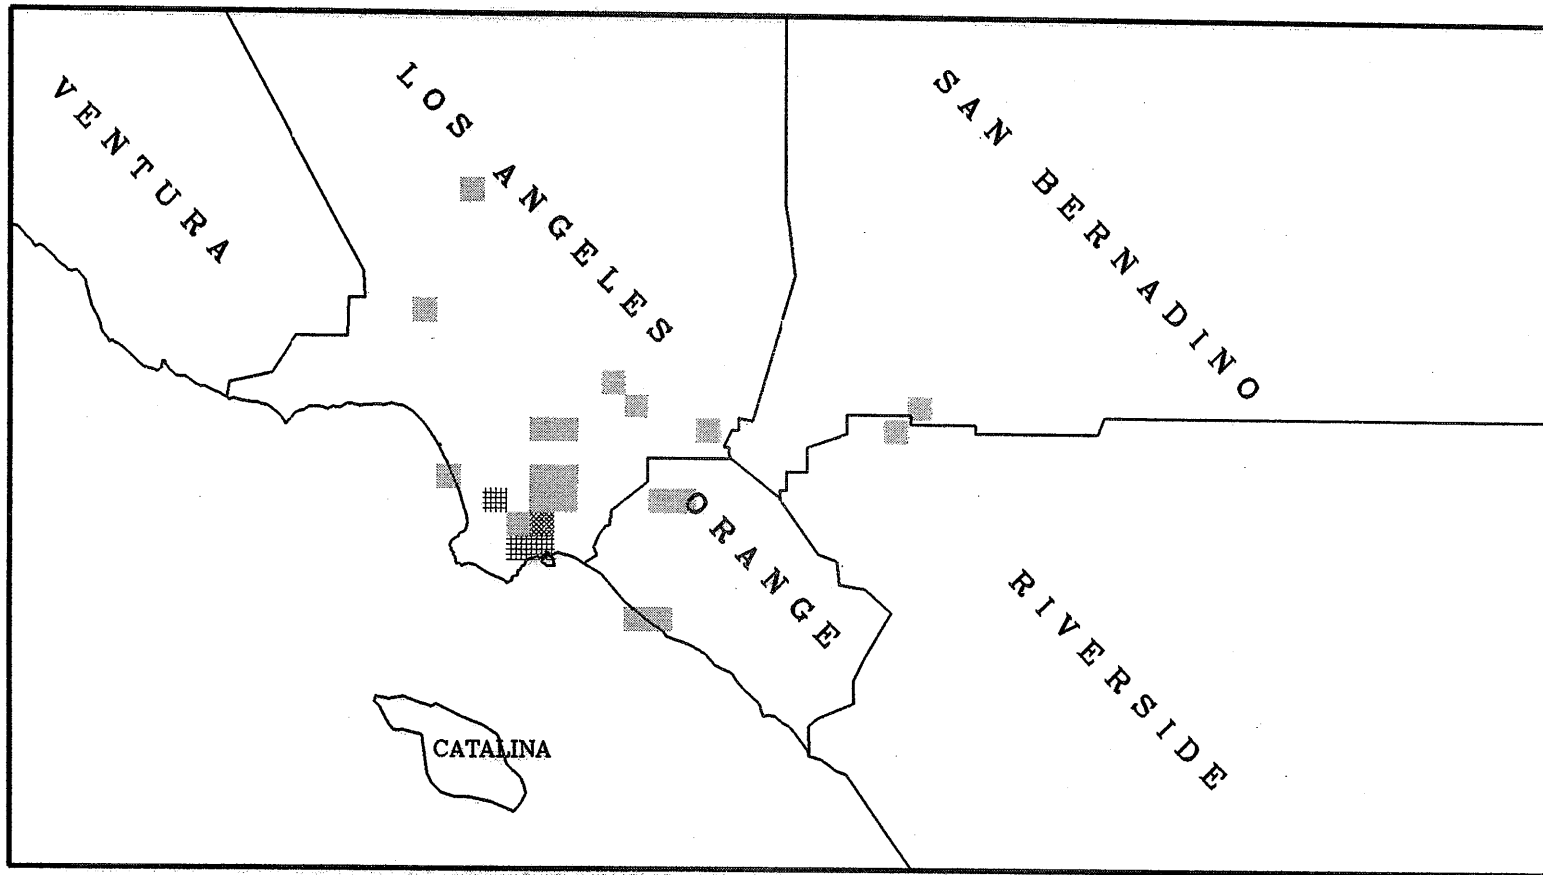 VENTURA
LOS ANGELES
SAN BERNADINO
ORANGE
RIVERSIDE
CATALINA